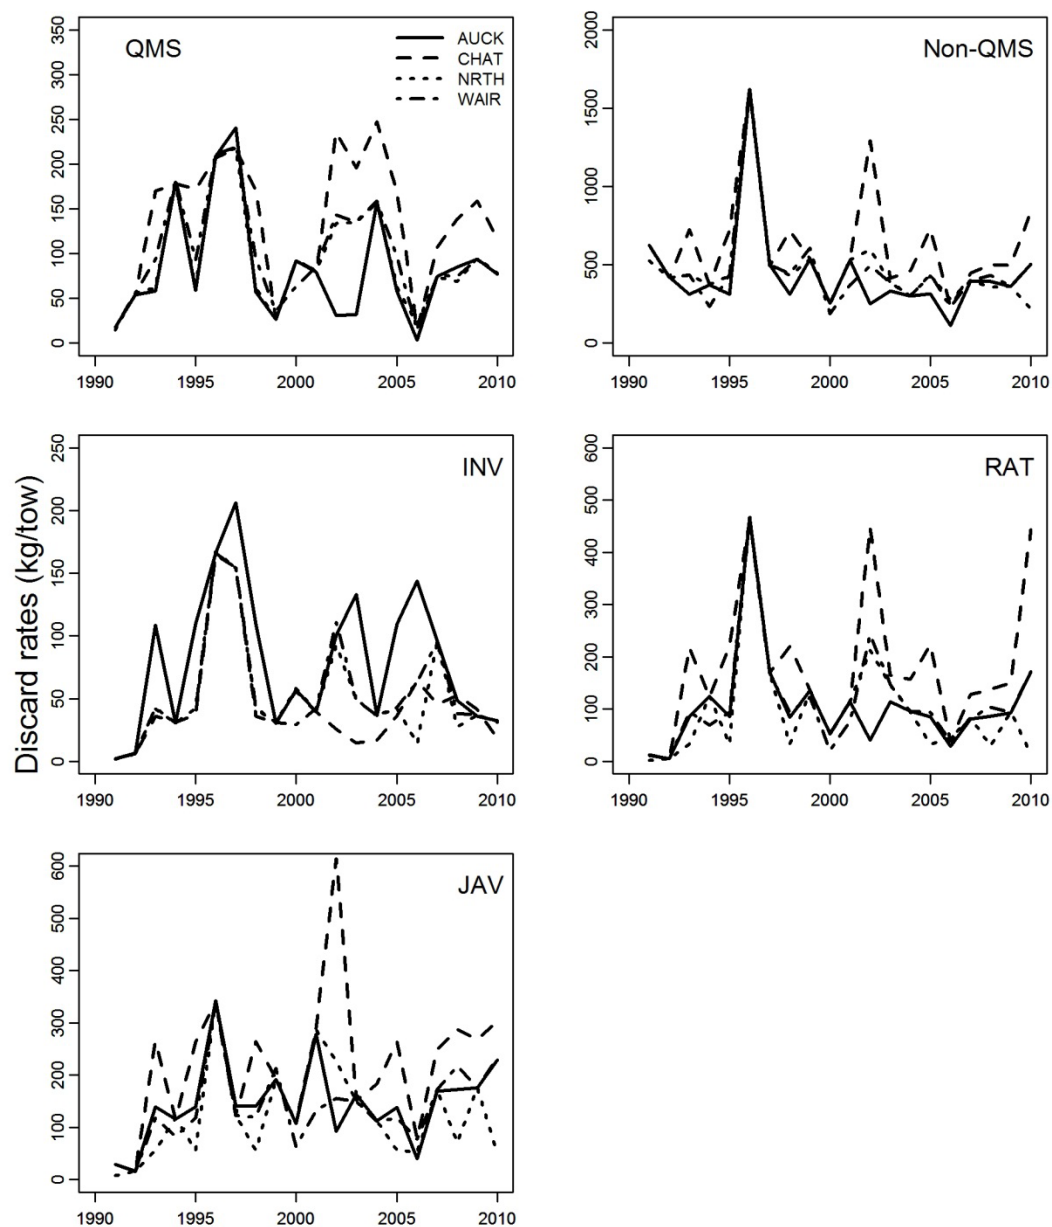 Discard rates (kg/tow)
QMS
AUCK
CHAT
NRTH
WAIR
0 50 100 150 200 250 300 350
1990 1995 2000 2005 2010
Non-QMS
0 500 1000 1500 2000
1990 1995 2000 2005 2010
INV
0 50 100 150 200 250
1990 1995 2000 2005 2010
RAT
0 100 200 300 400 500 600
1990 1995 2000 2005 2010
JAV
0 100 200 300 400 500 600
1990 1995 2000 2005 2010